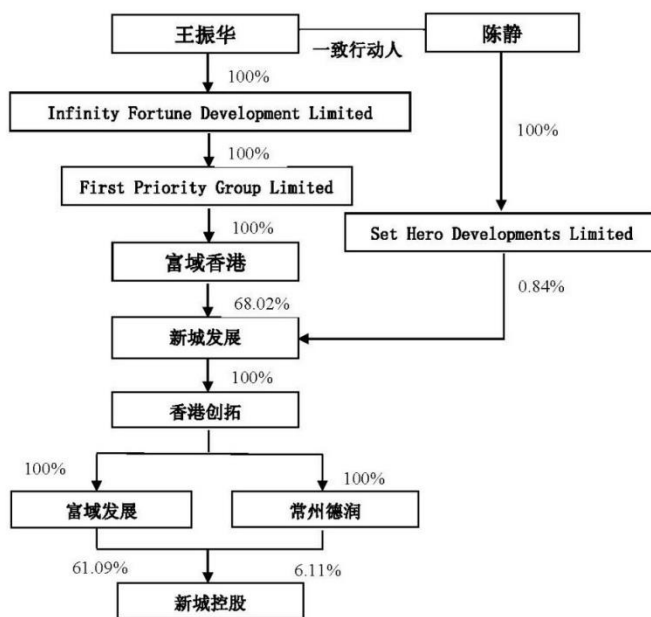 王振华
一致行动人
陈静
100%
Infinity Fortune Development Limited
100%
100%
First Priority Group Limited
100%
Set Hero Developments Limited
富域香港
68.02%
0.84%
新城发展
100%
香港创拓
100%
100%
富域发展
常州德润
61.09%
6.11%
新城控股